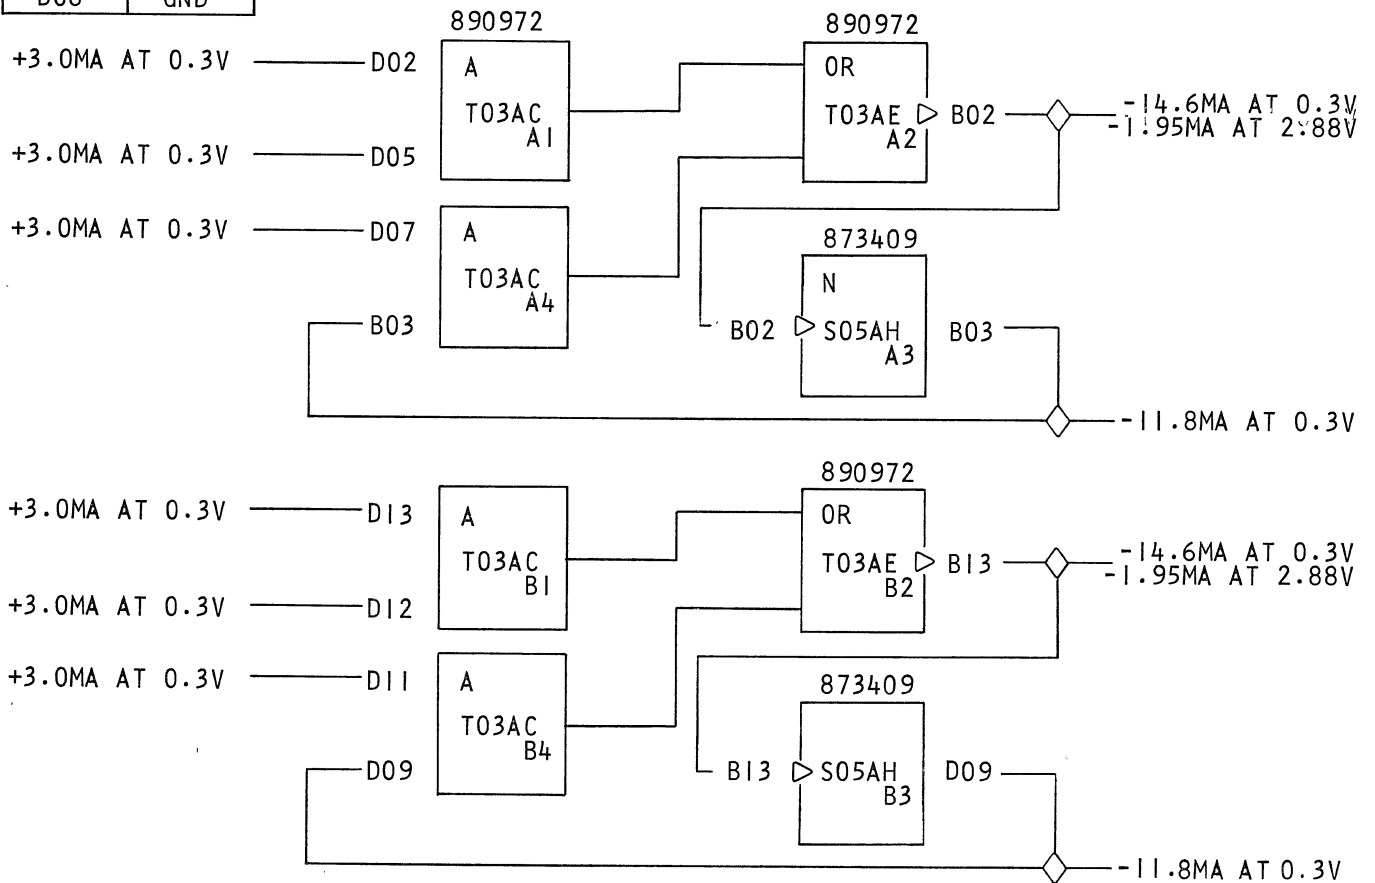 D08 GND
890972 890972
+3.0MA AT 0.3V D02 A OR -14.6MA AT 0.3V
T03AC T03AE B02 -1.95MA AT 2.88V
A1 A2
+3.0MA AT 0.3V D05
+3.0MA AT 0.3V D07 A 873409
T03AC N
A4
B03 B02 S05AH B03
A3
-11.8MA AT 0.3V
890972
+3.0MA AT 0.3V D13 A OR -14.6MA AT 0.3V
T03AC T03AE B13 -1.95MA AT 2.88V
B1 B2
+3.0MA AT 0.3V D12
+3.0MA AT 0.3V D11 A 873409
T03AC
B4
D09 B13 S05AH D09
B3
-11.8MA AT 0.3V